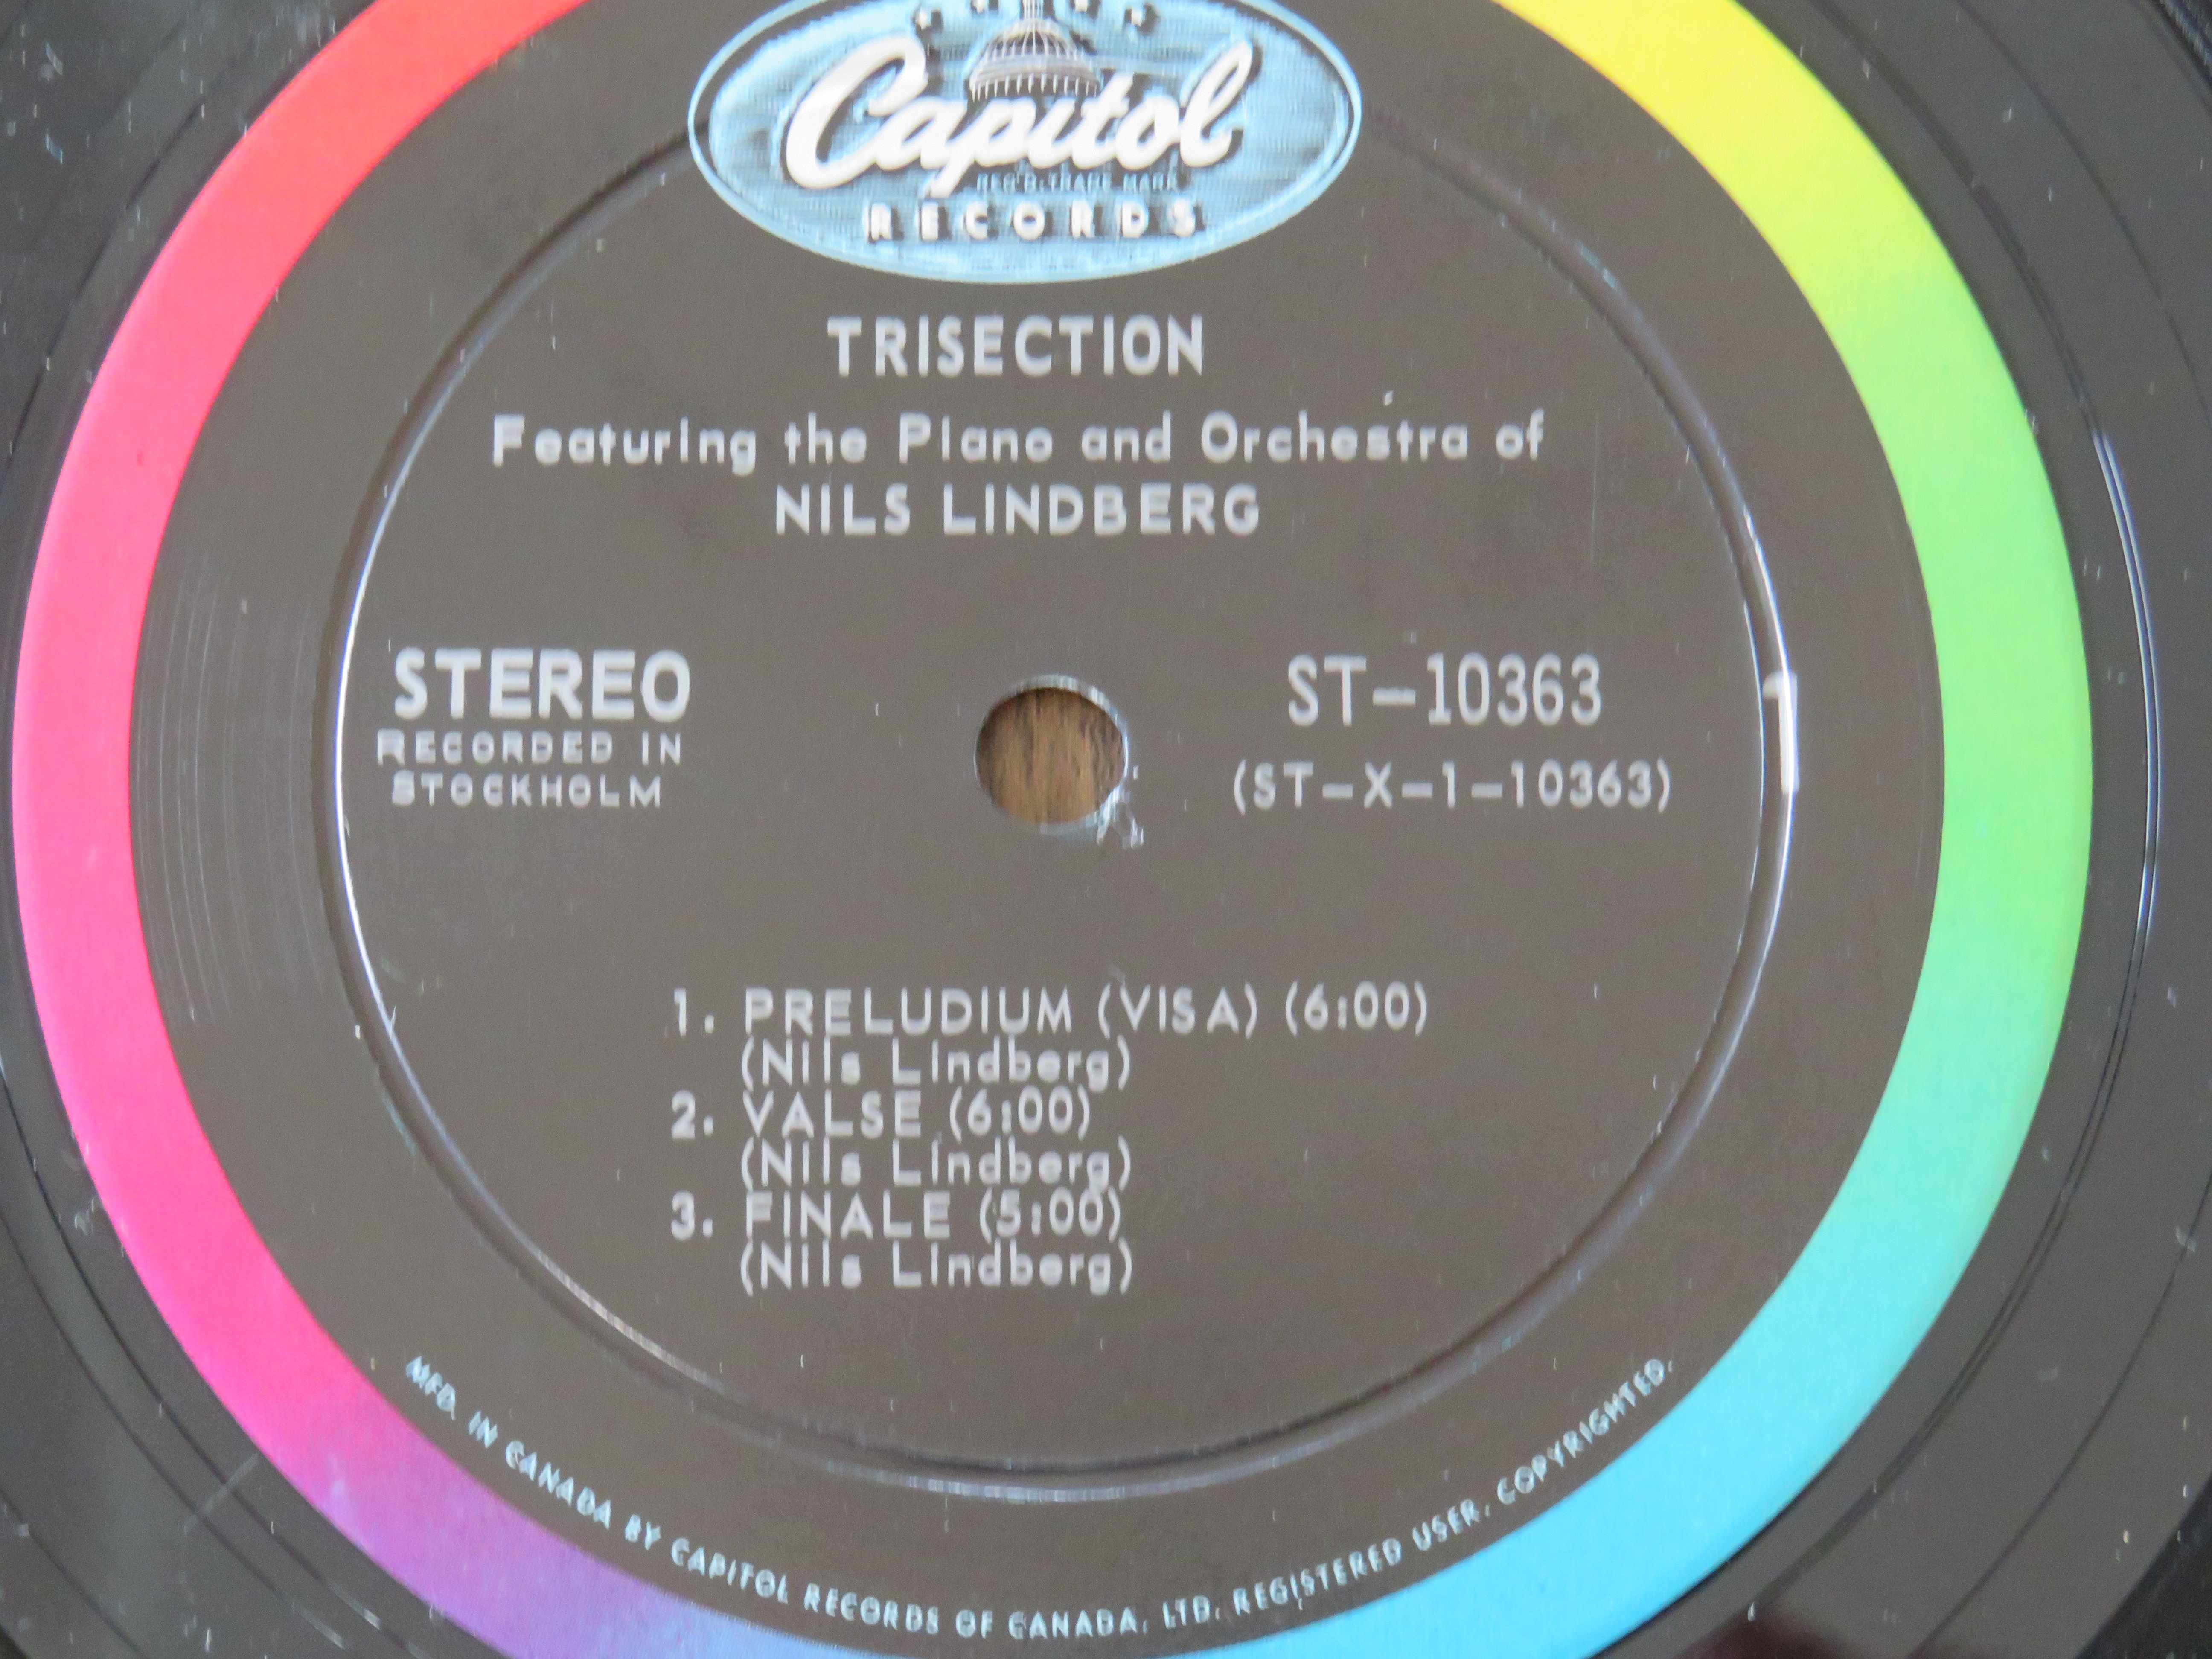 Capitol
REG'D. TRADE MARK
RECORDS
TRISECTION
Featuring the Piano and Orchestra of
NILS LINDBERG
STEREO
RECORDED IN
STOCKHOLM
ST-10363
(ST-X-1-10363)
1. PRELUDIUM (VISA) (6:00)
(Nils Lindberg)
2. VALSE (6:00)
(Nils Lindberg)
3. FINALE (5:00)
(Nils Lindberg)
MFD. IN CANADA BY CAPITOL RECORDS OF CANADA, LTD. REGISTERED USER. COPYRIGHTED.